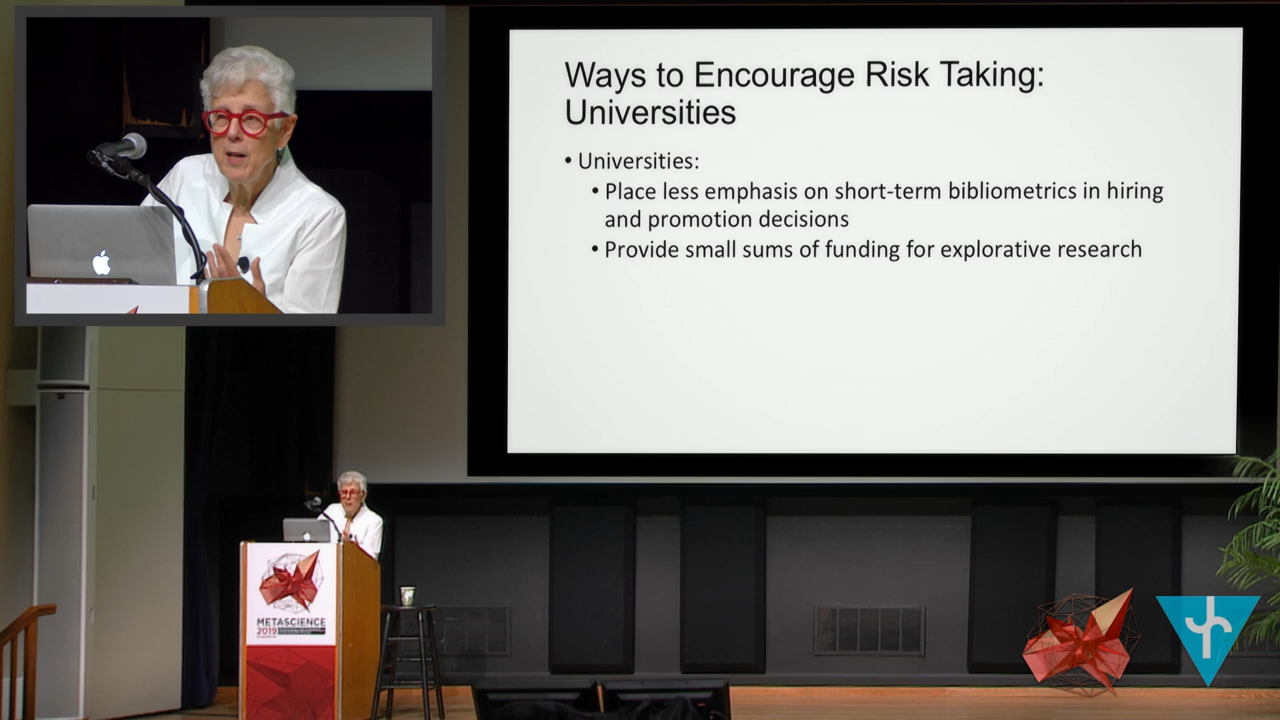 Ways to Encourage Risk Taking:
Universities
• Universities:
• Place less emphasis on short-term bibliometrics in hiring
and promotion decisions
• Provide small sums of funding for explorative research
METASCIENCE
2019